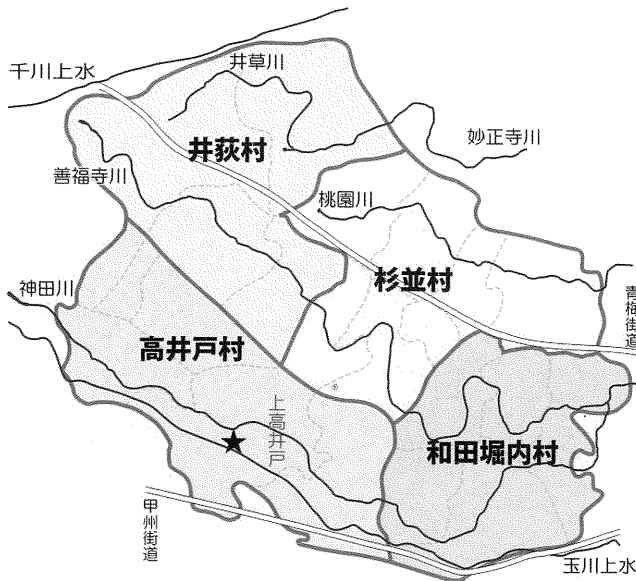 千川上水
井草川
妙正寺川
井荻村
善福寺川
桃園川
杉並村
神田川
青梅街道
高井戸村
上高井戸
和田堀内村
甲州街道
玉川上水